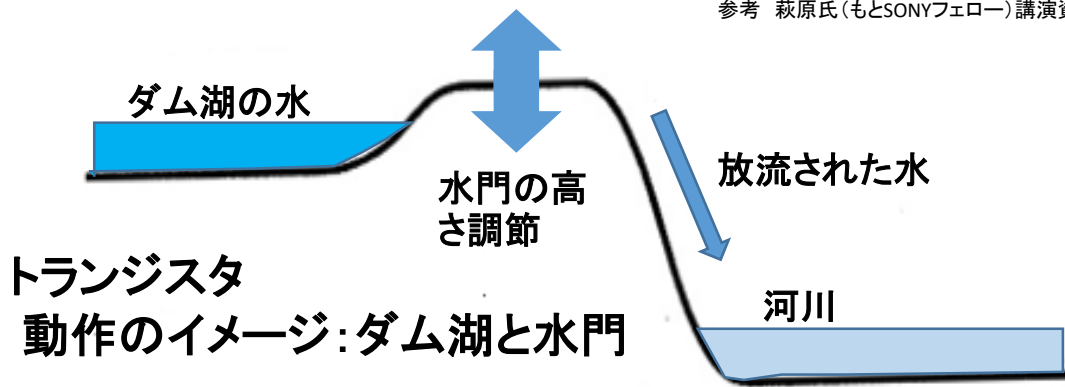 参考 萩原氏(もとSONYフェロー)講演資
ダム湖の水
水門の高
さ調節
放流された水
トランジスタ
動作のイメージ:ダム湖と水門
河川